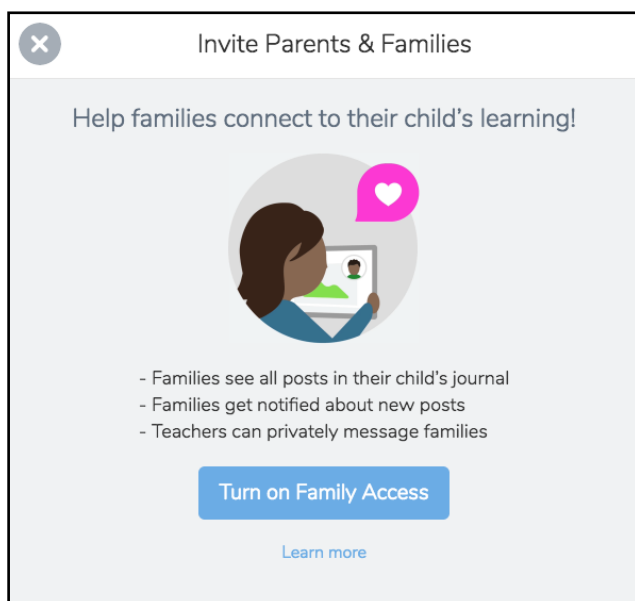 Invite Parents & Families
Help families connect to their child's learning!
- Families see all posts in their child's journal
- Families get notified about new posts
- Teachers can privately message families
Turn on Family Access
Learn more